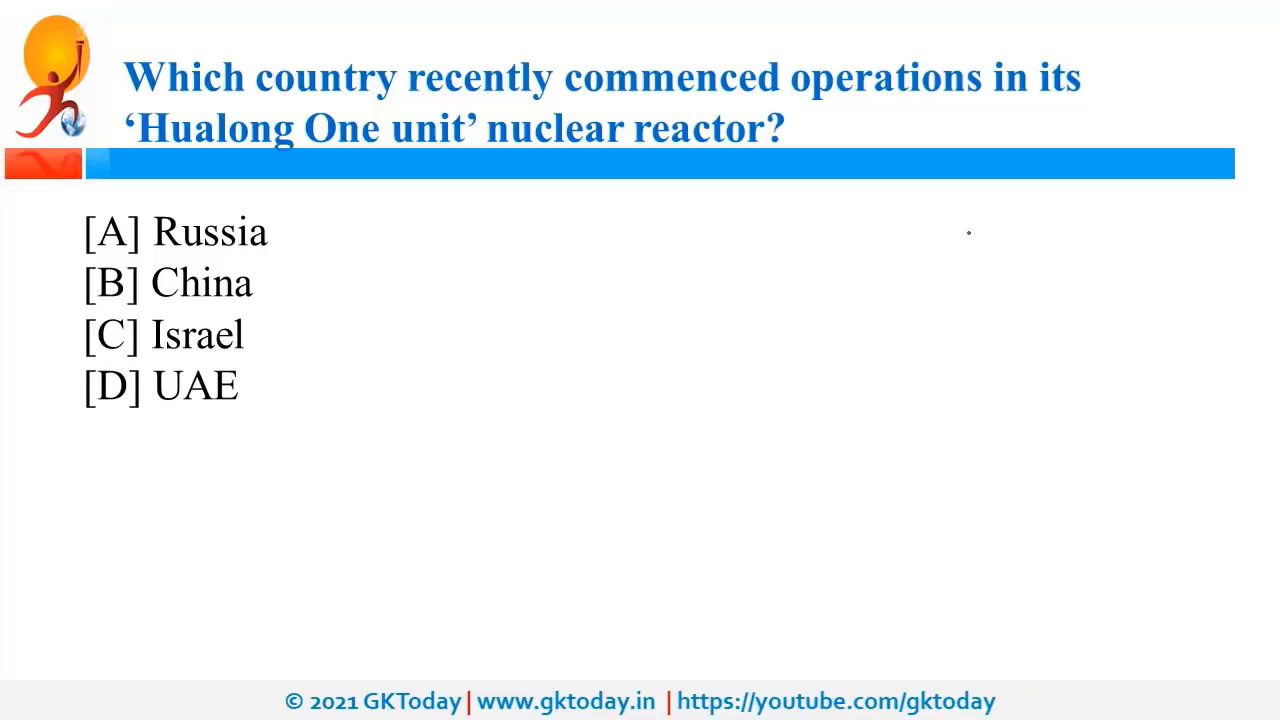 Which country recently commenced operations in its
‘Hualong One unit’ nuclear reactor?
[A] Russia
[B] China
[C] Israel
[D] UAE
© 2021 GKToday | www.gktoday.in | https://youtube.com/gktoday